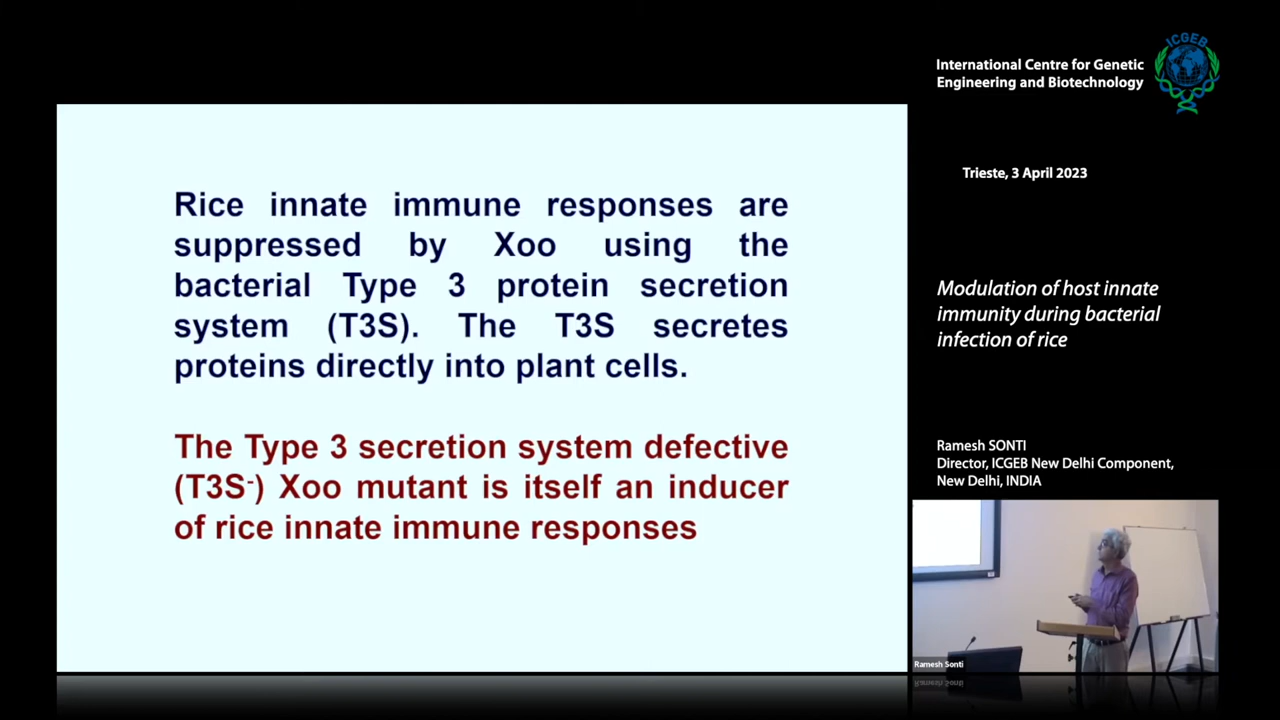 Rice innate immune responses are
suppressed by Xoo using the
bacterial Type 3 protein secretion
system (T3S). The T3S secretes
proteins directly into plant cells.
The Type 3 secretion system defective
(T3S-) Xoo mutant is itself an inducer
of rice innate immune responses
International Centre for Genetic
Engineering and Biotechnology
ICGEB
Trieste, 3 April 2023
Modulation of host innate
immunity during bacterial
infection of rice
Ramesh SONTI
Director, ICGEB New Delhi Component,
New Delhi, INDIA
Ramesh Sonti